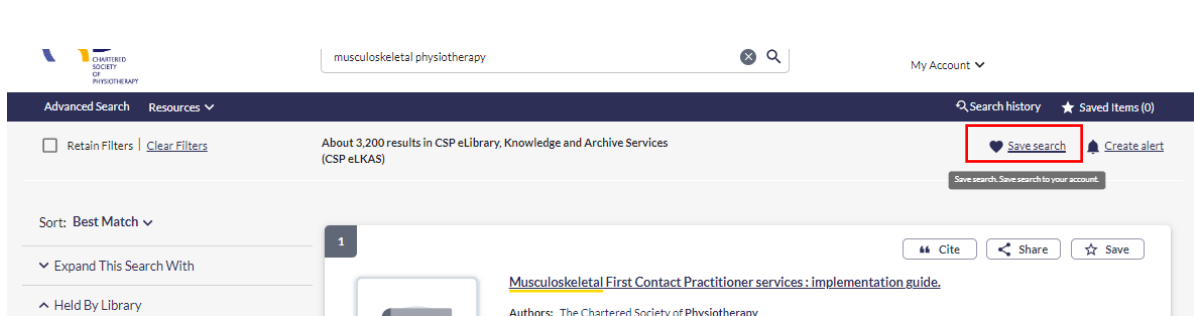 CHARTERED
SOCIETY
OF
PHYSIOTHERAPY
musculoskeletal physiotherapy
My Account
Advanced Search Resources
Search history Saved Items (0)
Retain Filters | Clear Filters
About 3,200 results in CSP eLibrary, Knowledge and Archive Services
(CSP eLKAS)
Save search Create alert
Save search. Save search to your account.
Sort: Best Match
1
Cite Share Save
Expand This Search With
Musculoskeletal First Contact Practitioner services : implementation guide.
Held By Library
Authors: The Chartered Society of Physiotherapy